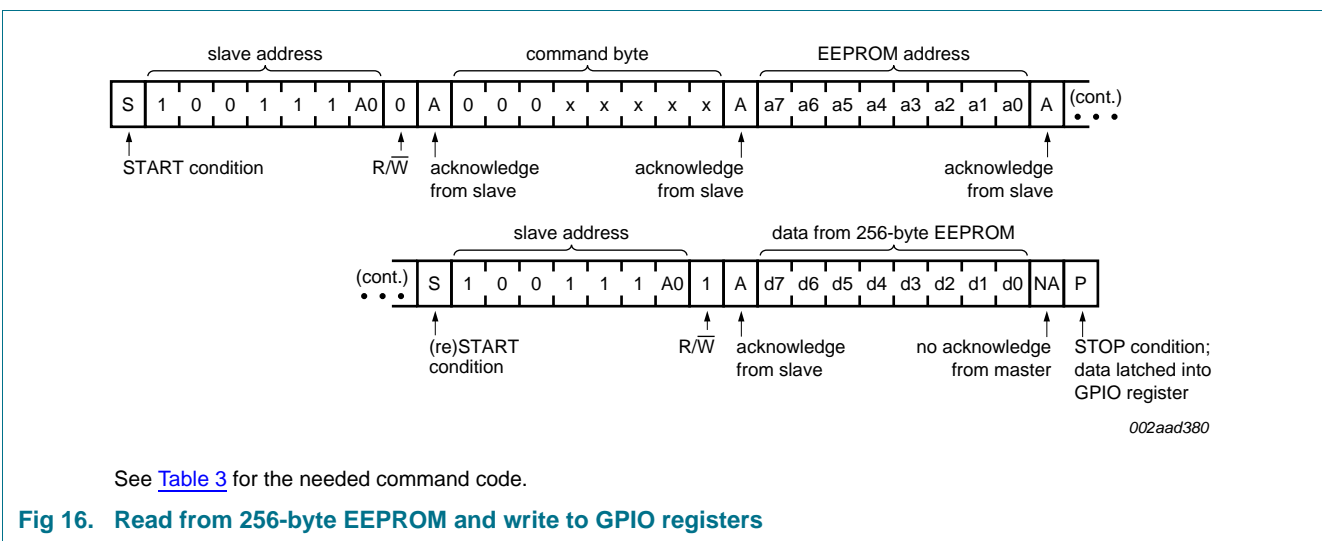 slave address command byte EEPROM address
S 1 0 0 1 1 1 A0 0 A 0 0 0 x x x x x A a7 a6 a5 a4 a3 a2 a1 a0 A (cont.)
START condition R/W̅ acknowledge from slave acknowledge from slave acknowledge from slave
slave address data from 256-byte EEPROM
(cont.) S 1 0 0 1 1 1 A0 1 A d7 d6 d5 d4 d3 d2 d1 d0 NA P
(re)START condition R/W̅ acknowledge from slave no acknowledge from master STOP condition; data latched into GPIO register
002aad380
See Table 3 for the needed command code.
Fig 16. Read from 256-byte EEPROM and write to GPIO registers